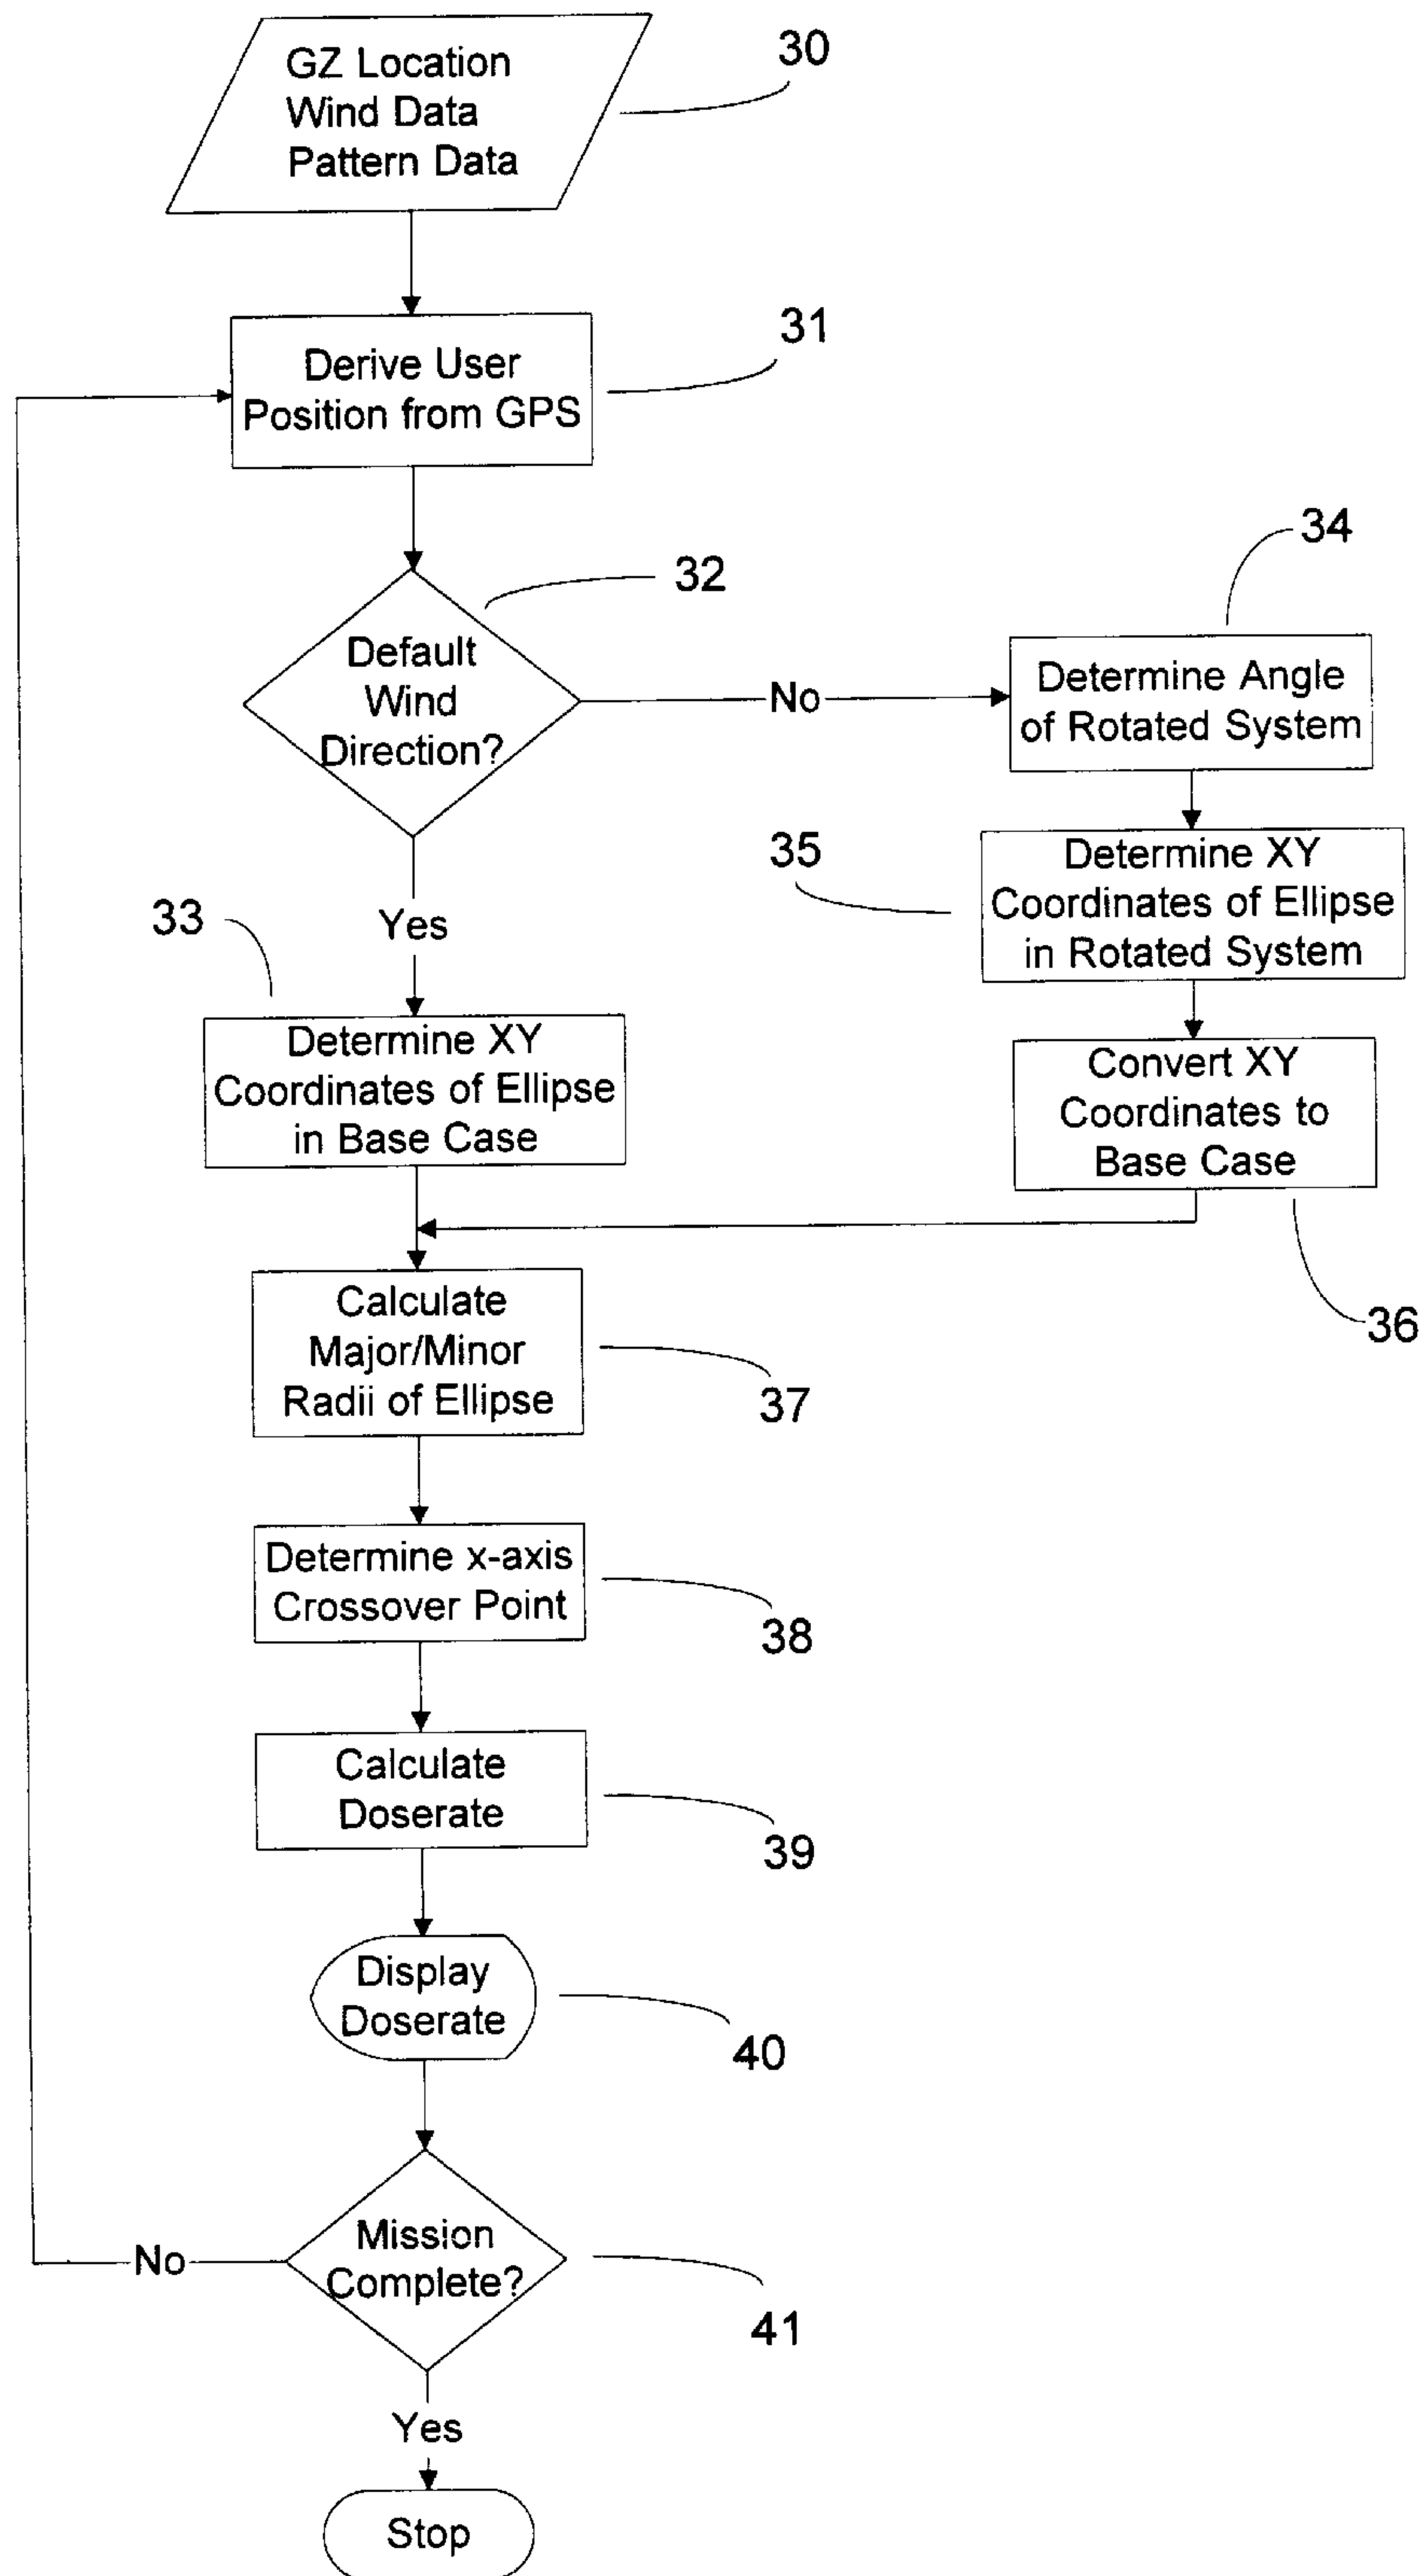 GZ Location
Wind Data
Pattern Data
30
Derive User
Position from GPS
31
Default
Wind
Direction?
32
No
Determine Angle
of Rotated System
34
Determine XY
Coordinates of Ellipse
in Rotated System
35
Yes
33
Determine XY
Coordinates of Ellipse
in Base Case
Convert XY
Coordinates to
Base Case
36
Calculate
Major/Minor
Radii of Ellipse
37
Determine x-axis
Crossover Point
38
Calculate
Doserate
39
Display
Doserate
40
Mission
Complete?
41
No
Yes
Stop